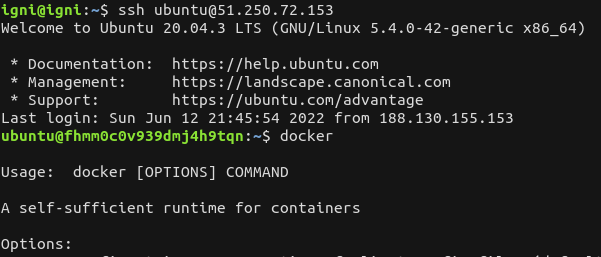 igni@igni:~$ ssh ubuntu@51.250.72.153
Welcome to Ubuntu 20.04.3 LTS (GNU/Linux 5.4.0-42-generic x86_64)
* Documentation: https://help.ubuntu.com
* Management: https://landscape.canonical.com
* Support: https://ubuntu.com/advantage
Last login: Sun Jun 12 21:45:54 2022 from 188.130.155.153
ubuntu@fhmm0c0v939dmj4h9tqn:~$ docker
Usage: docker [OPTIONS] COMMAND
A self-sufficient runtime for containers
Options: